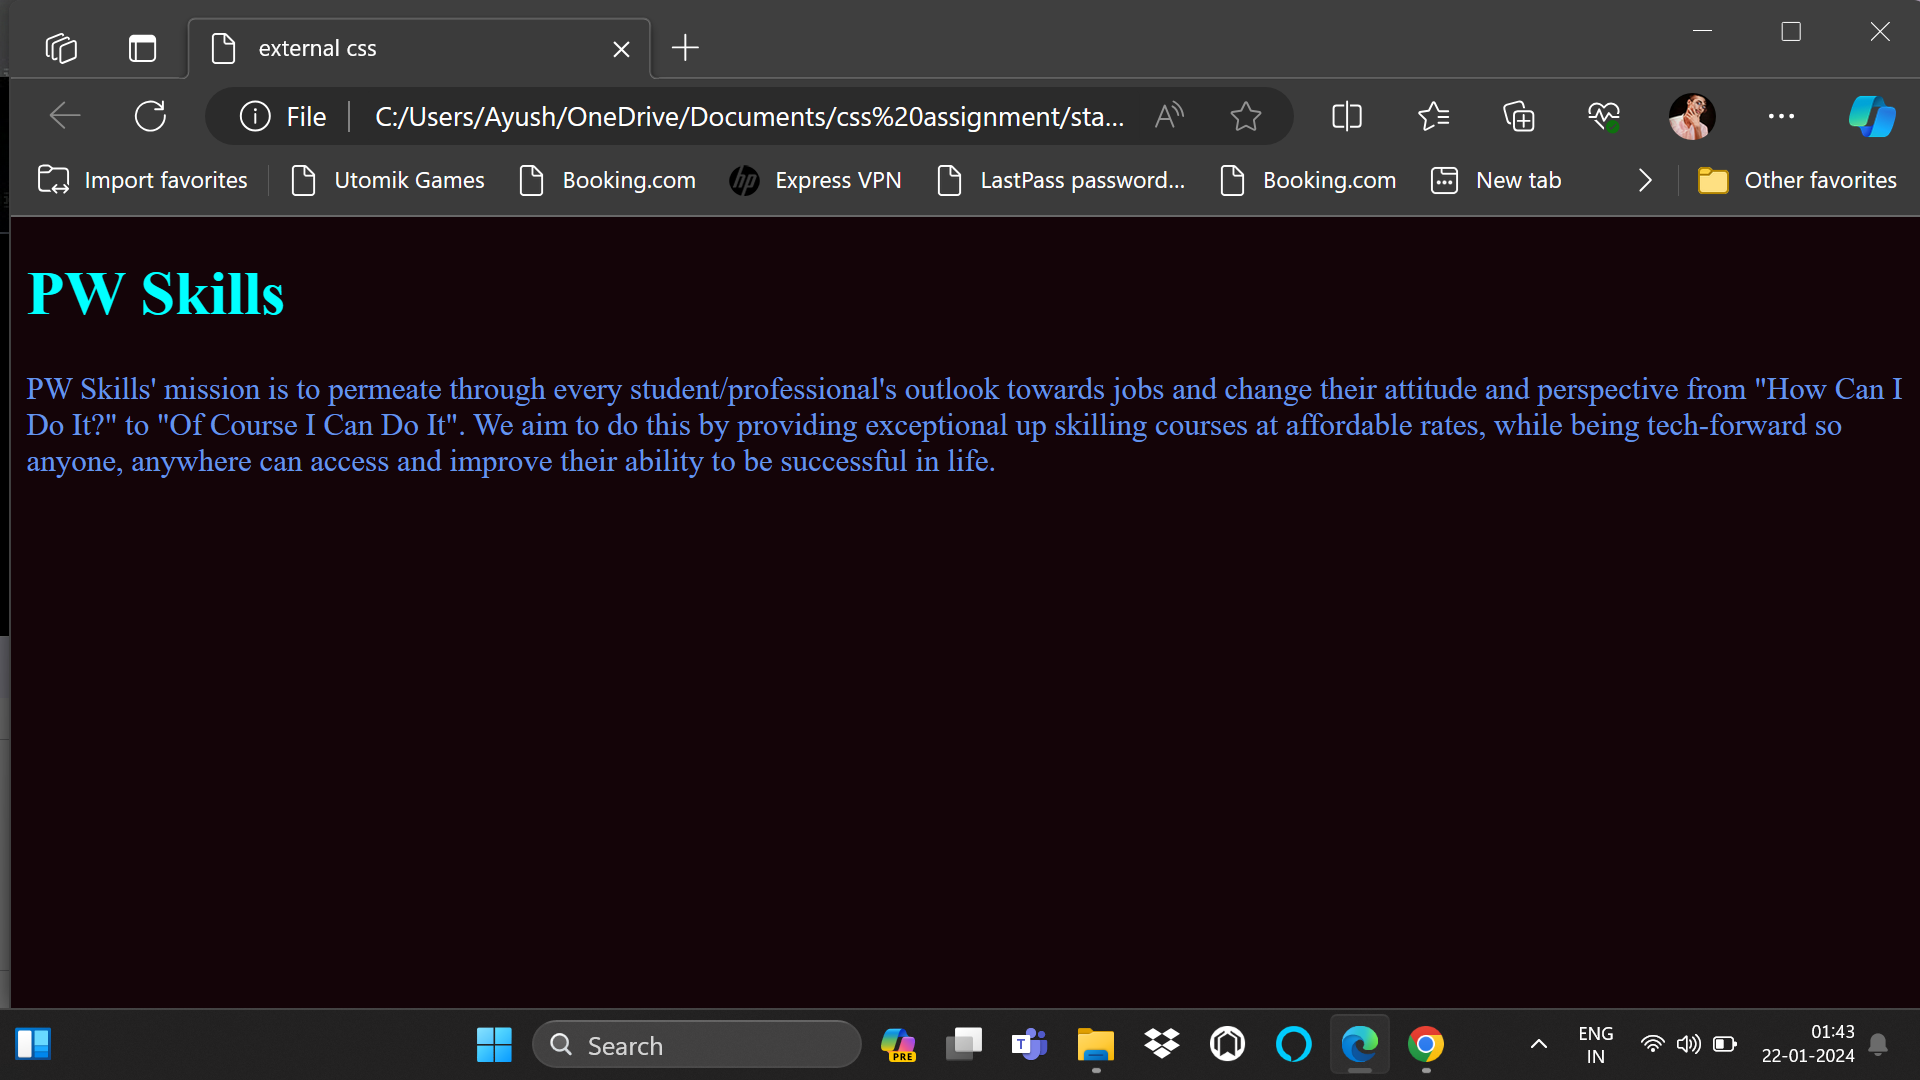 external css
File
C:/Users/Ayush/OneDrive/Documents/css%20assignment/sta...
Import favorites
Utomik Games
Booking.com
Express VPN
LastPass password...
Booking.com
New tab
Other favorites
PW Skills
PW Skills' mission is to permeate through every student/professional's outlook towards jobs and change their attitude and perspective from "How Can I
Do It?" to "Of Course I Can Do It". We aim to do this by providing exceptional up skilling courses at affordable rates, while being tech-forward so
anyone, anywhere can access and improve their ability to be successful in life.
Search
PRE
ENG
IN
01:43
22-01-2024